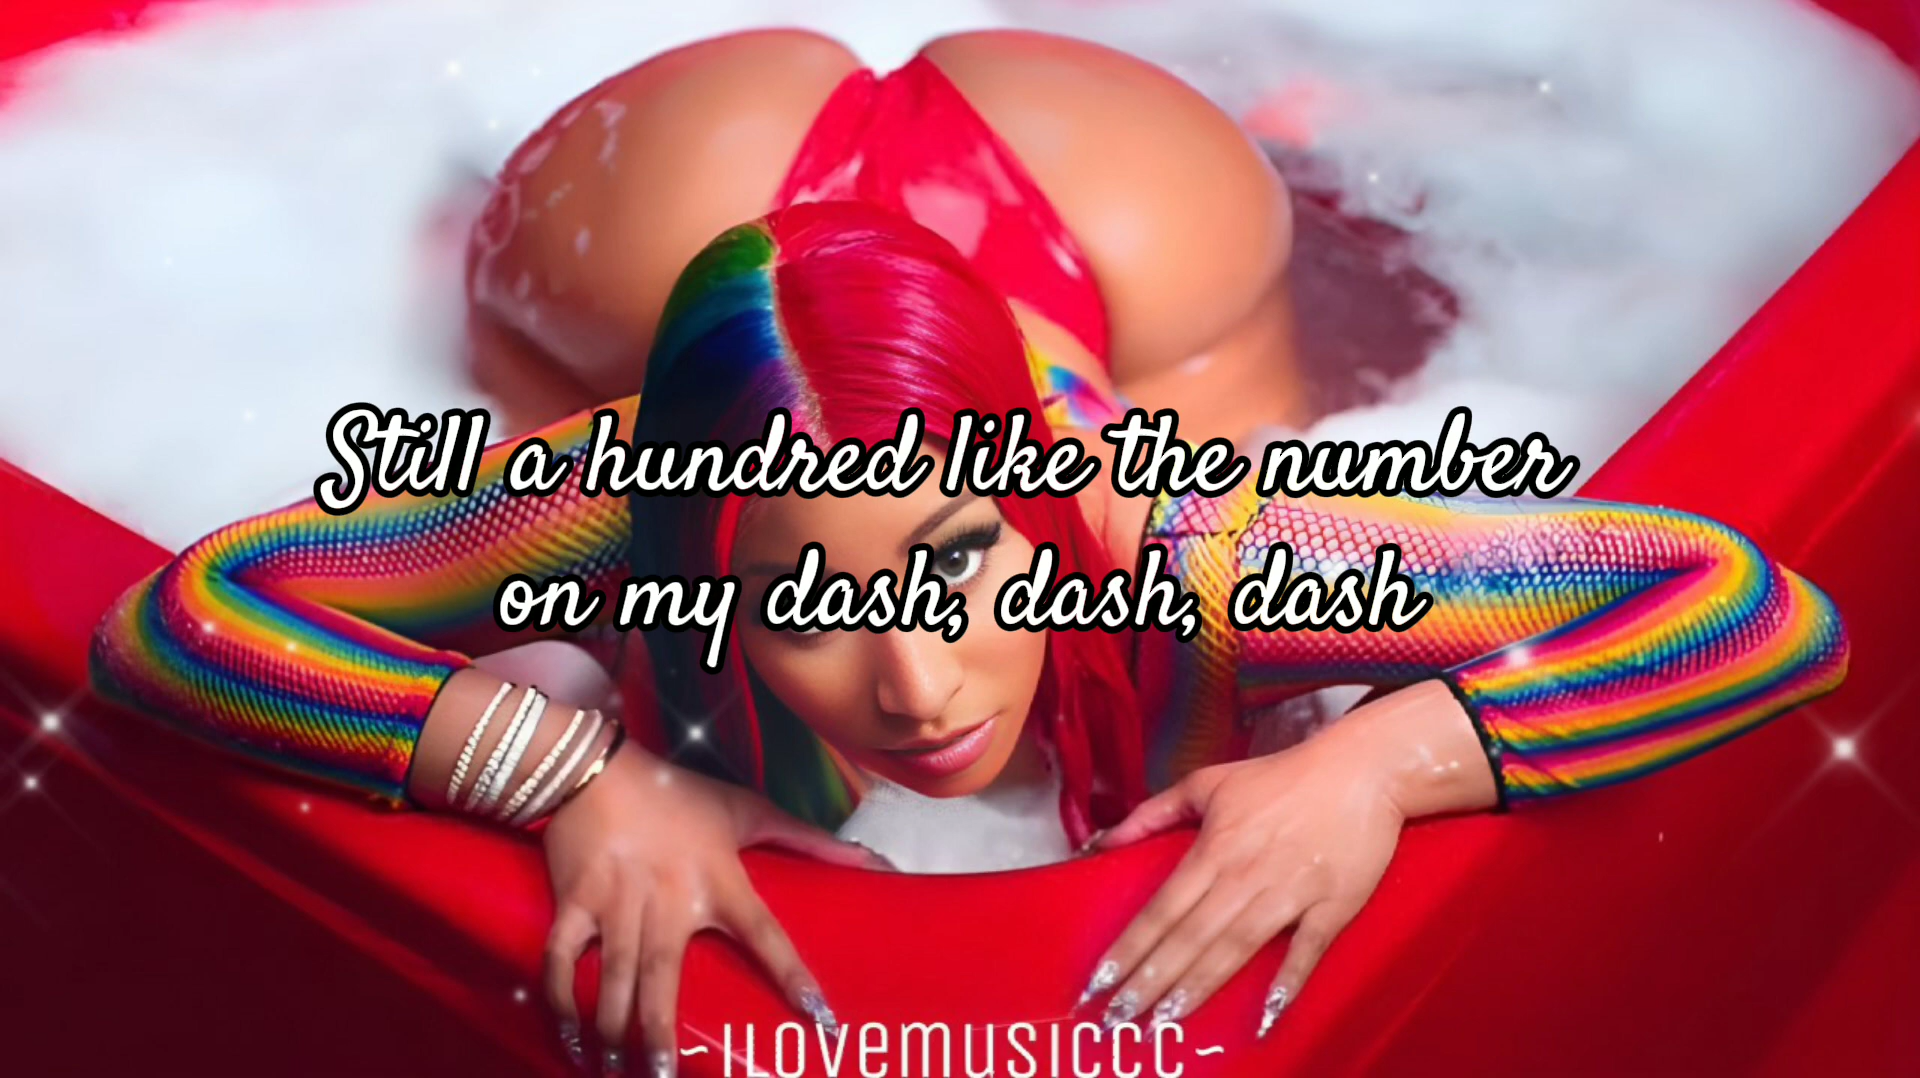 Still a hundred like the number
on my dash, dash, dash
~ILOVEMUSICCC~